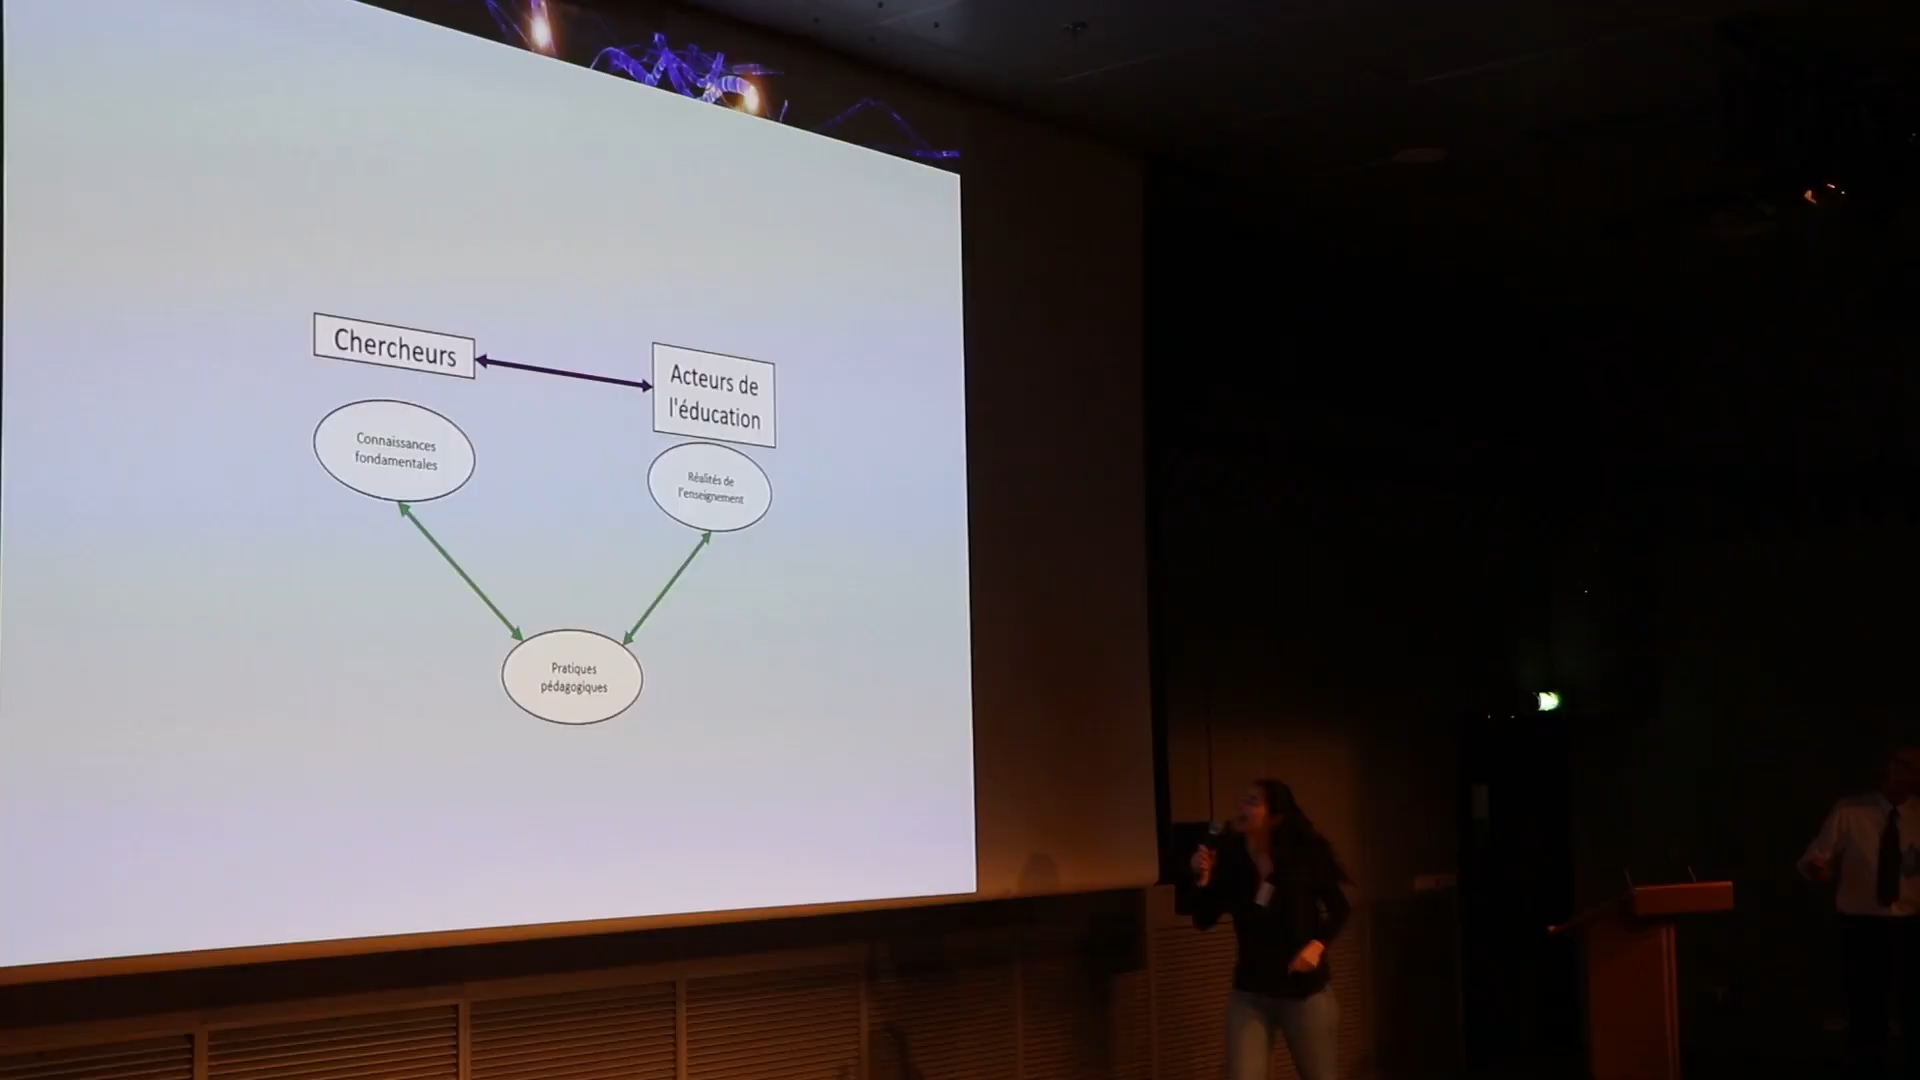 Chercheurs
Acteurs de
l'éducation
Connaissances
fondamentales
Réalités de
l'enseignement
Pratiques
pédagogiques